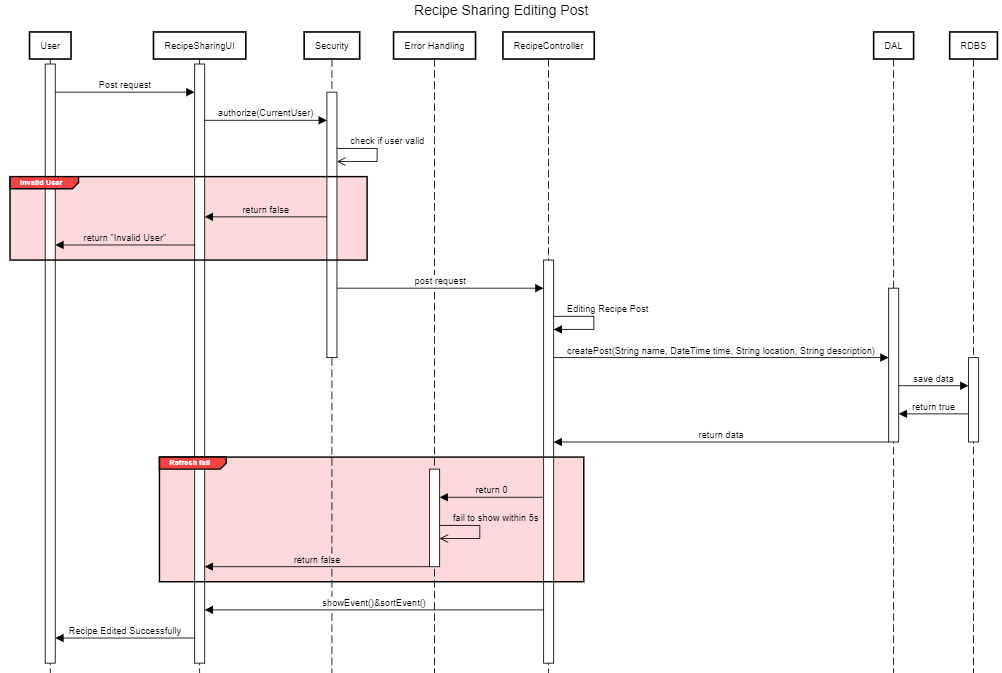 Recipe Sharing Editing Post
User
RecipeSharingUI
Security
Error Handling
RecipeController
DAL
RDBS
Post request
authorize(CurrentUser)
check if user valid
Invalid User
return false
return "Invalid User"
post request
Editing Recipe Post
createPost(String name, DateTime time, String location, String description)
save data
return true
return data
Refresh fail
return 0
fail to show within 5s
return false
showEvent()&sortEvent()
Recipe Edited Successfully